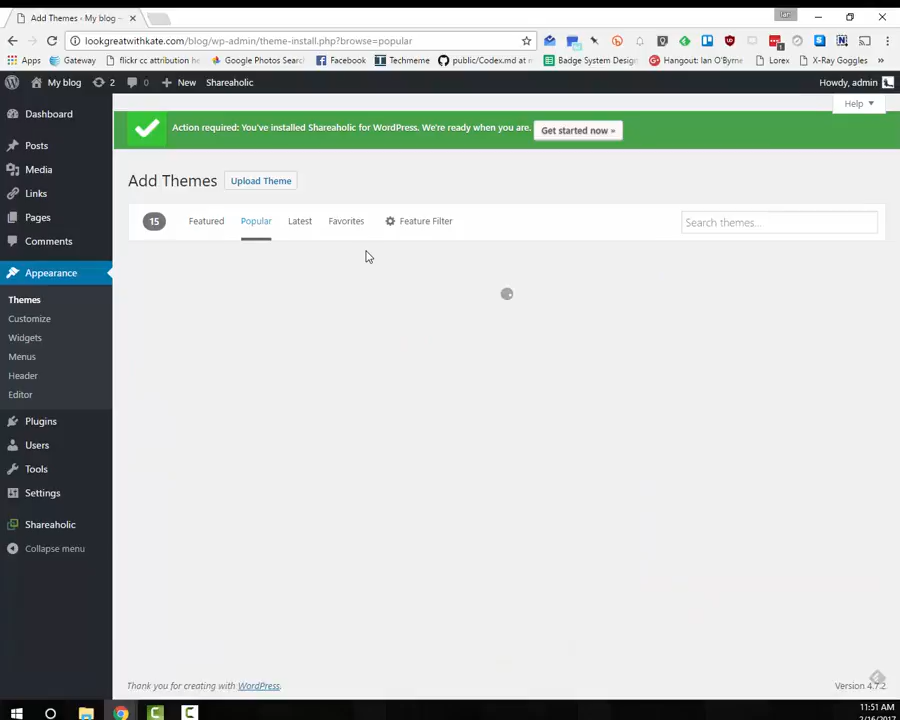 Add Themes ‹ My blog –
Ian
lookgreatwithkate.com/blog/wp-admin/theme-install.php?browse=popular
Apps
Gateway
flickr cc attribution he
Google Photos Search
Facebook
Techmeme
public/Codex.md at m
Badge System Design
Hangout: Ian O'Byrne
Lorex
X-Ray Goggles
My blog
2
0
New
Shareaholic
Howdy, admin
Help
Dashboard
Posts
Media
Links
Pages
Comments
Appearance
Themes
Customize
Widgets
Menus
Header
Editor
Plugins
Users
Tools
Settings
Shareaholic
Collapse menu
Action required: You've installed Shareaholic for WordPress. We're ready when you are.
Get started now »
Add Themes
Upload Theme
15
Featured
Popular
Latest
Favorites
Feature Filter
Search themes...
Thank you for creating with WordPress.
Version 4.7.2
11:51 AM
2/16/2017